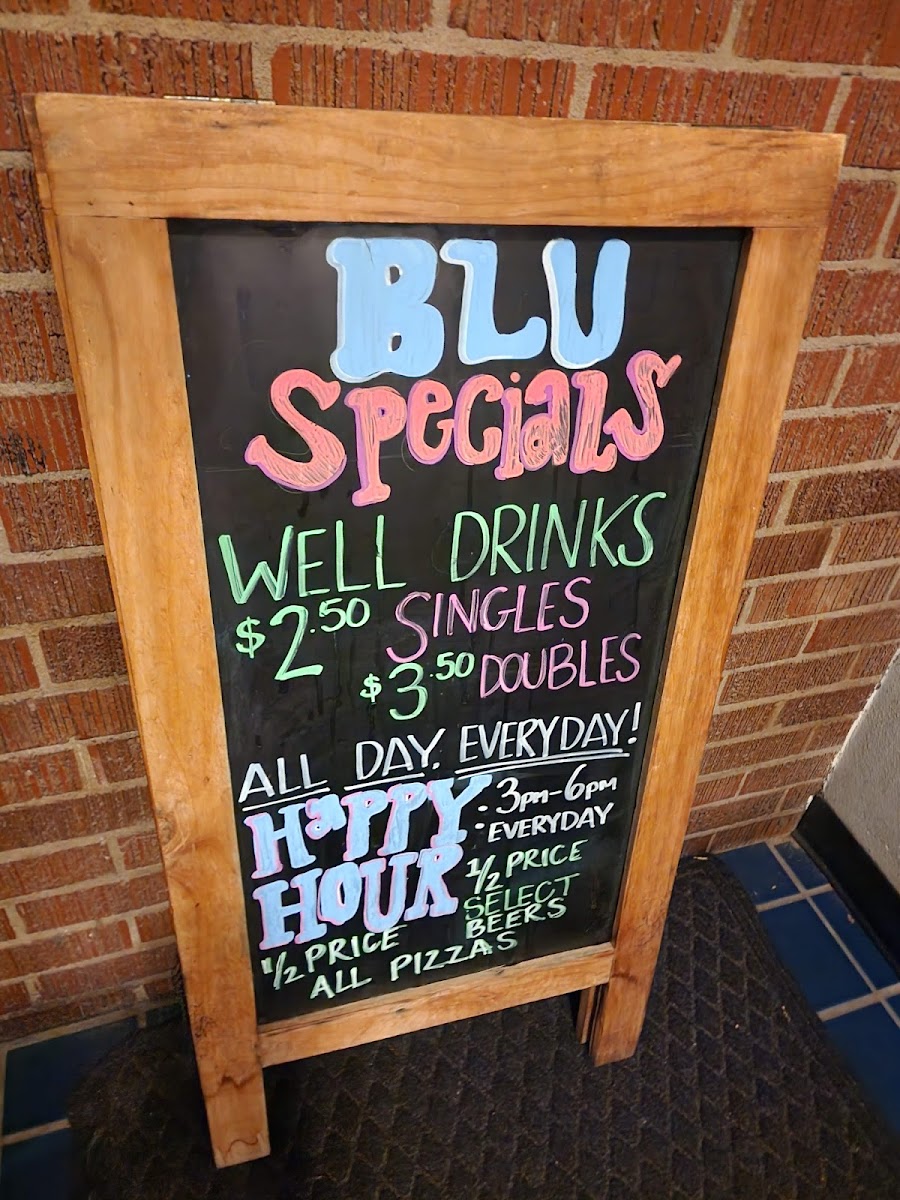 BLU
SpecialS
WELL DRINKS
$2.50 SINGLES
$3.50 DOUBLES
ALL DAY, EVERYDAY!
HaPPY HOUR
• 3pm-6pm
• EVERYDAY
1/2 PRICE
SELECT
BEERS
1/2 PRICE
ALL PIZZAS